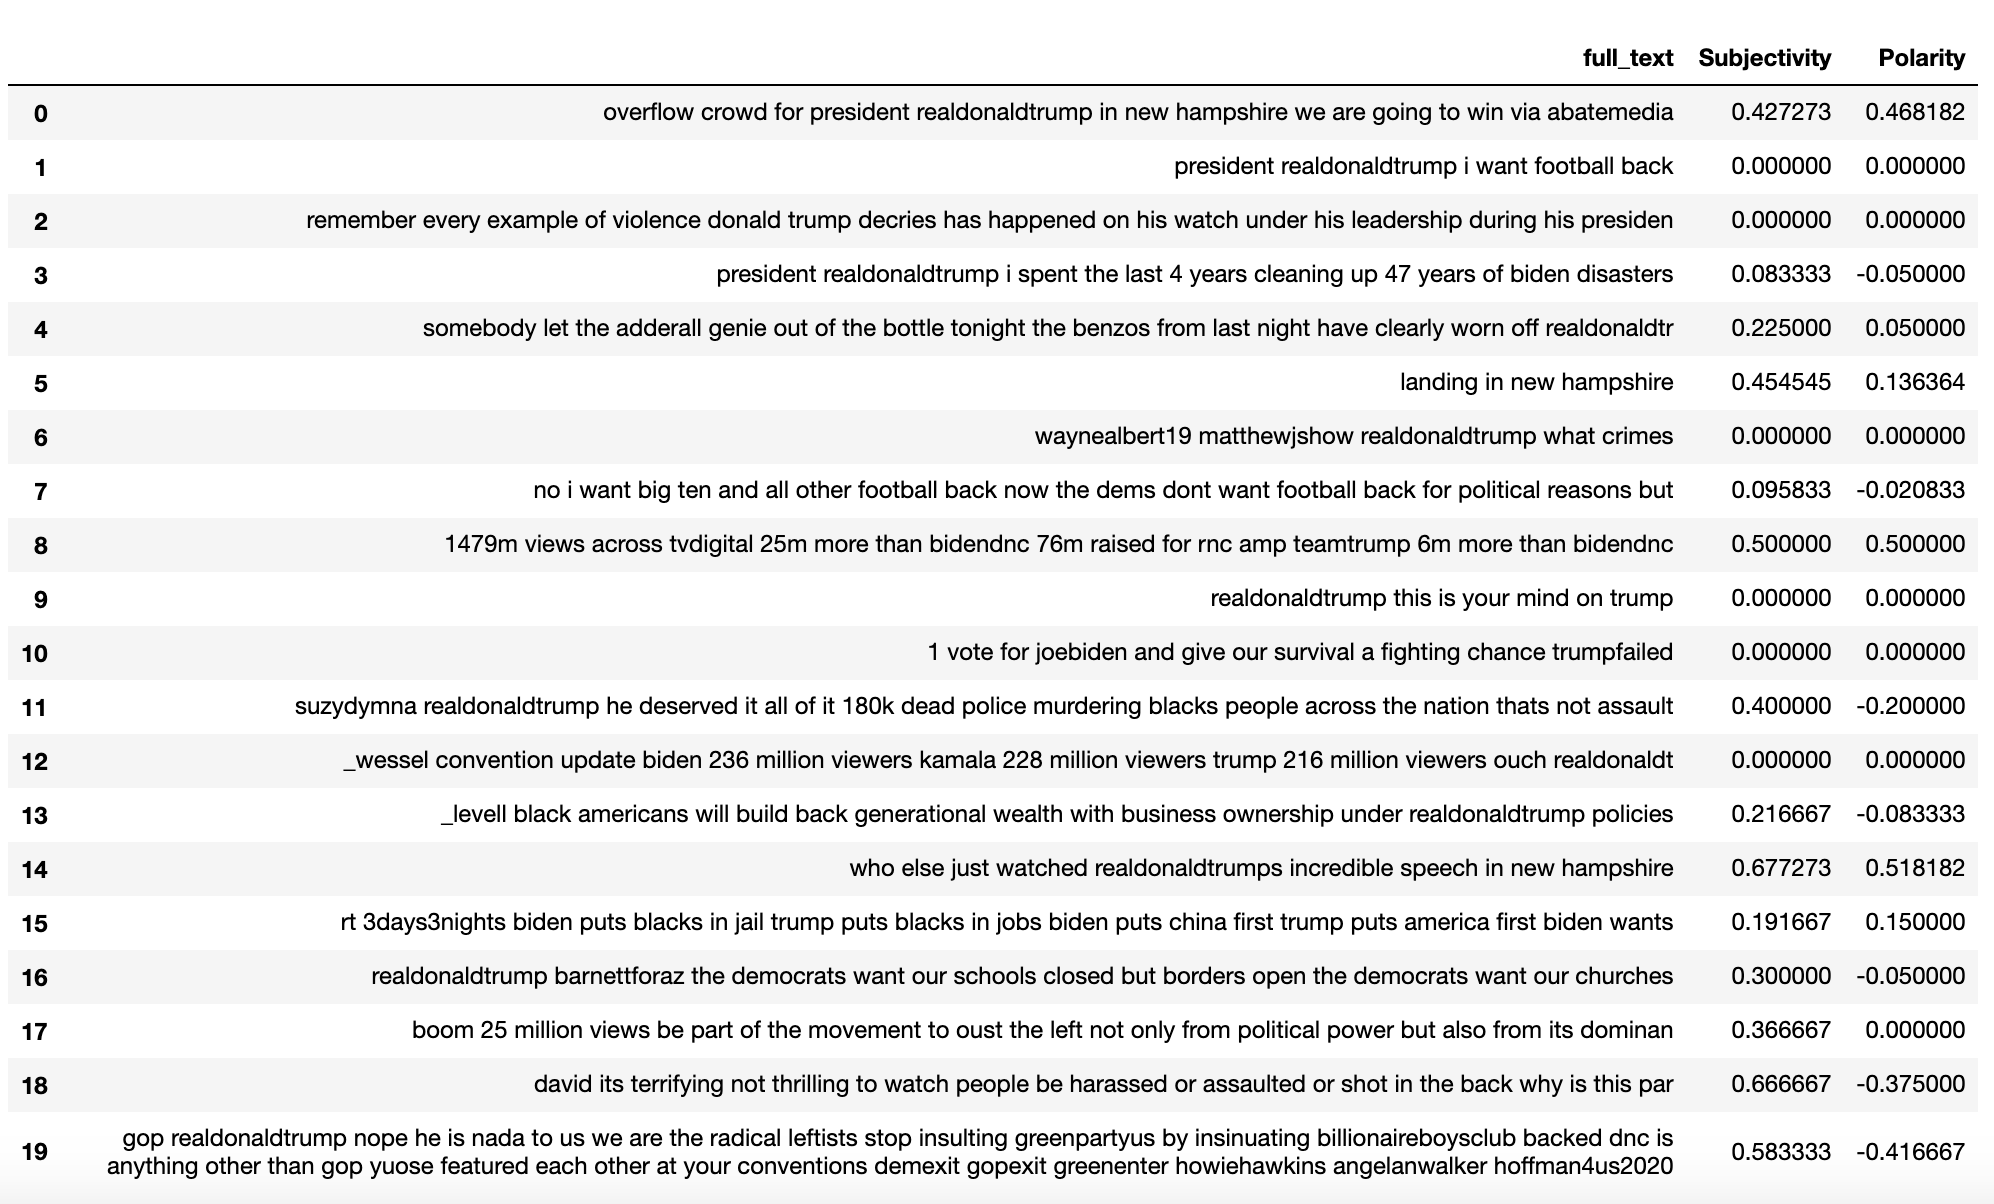 full_text Subjectivity Polarity
0 overflow crowd for president realdonaldtrump in new hampshire we are going to win via abatemedia 0.427273 0.468182
1 president realdonaldtrump i want football back 0.000000 0.000000
2 remember every example of violence donald trump decries has happened on his watch under his leadership during his presiden 0.000000 0.000000
3 president realdonaldtrump i spent the last 4 years cleaning up 47 years of biden disasters 0.083333 -0.050000
4 somebody let the adderall genie out of the bottle tonight the benzos from last night have clearly worn off realdonaldtr 0.225000 0.050000
5 landing in new hampshire 0.454545 0.136364
6 waynealbert19 matthewjshow realdonaldtrump what crimes 0.000000 0.000000
7 no i want big ten and all other football back now the dems dont want football back for political reasons but 0.095833 -0.020833
8 1479m views across tvdigital 25m more than bidendnc 76m raised for rnc amp teamtrump 6m more than bidendnc 0.500000 0.500000
9 realdonaldtrump this is your mind on trump 0.000000 0.000000
10 1 vote for joebiden and give our survival a fighting chance trumpfailed 0.000000 0.000000
11 suzydymna realdonaldtrump he deserved it all of it 180k dead police murdering blacks people across the nation thats not assault 0.400000 -0.200000
12 _wessel convention update biden 236 million viewers kamala 228 million viewers trump 216 million viewers ouch realdonaldt 0.000000 0.000000
13 _levell black americans will build back generational wealth with business ownership under realdonaldtrump policies 0.216667 -0.083333
14 who else just watched realdonaldtrumps incredible speech in new hampshire 0.677273 0.518182
15 rt 3days3nights biden puts blacks in jail trump puts blacks in jobs biden puts china first trump puts america first biden wants 0.191667 0.150000
16 realdonaldtrump barnettforaz the democrats want our schools closed but borders open the democrats want our churches 0.300000 -0.050000
17 boom 25 million views be part of the movement to oust the left not only from political power but also from its dominan 0.366667 0.000000
18 david its terrifying not thrilling to watch people be harassed or assaulted or shot in the back why is this par 0.666667 -0.375000
19 gop realdonaldtrump nope he is nada to us we are the radical leftists stop insulting greenpartyus by insinuating billionaireboysclub backed dnc is
anything other than gop yuose featured each other at your conventions demexit gopexit greenenter howiehawkins angelanwalker hoffman4us2020 0.583333 -0.416667